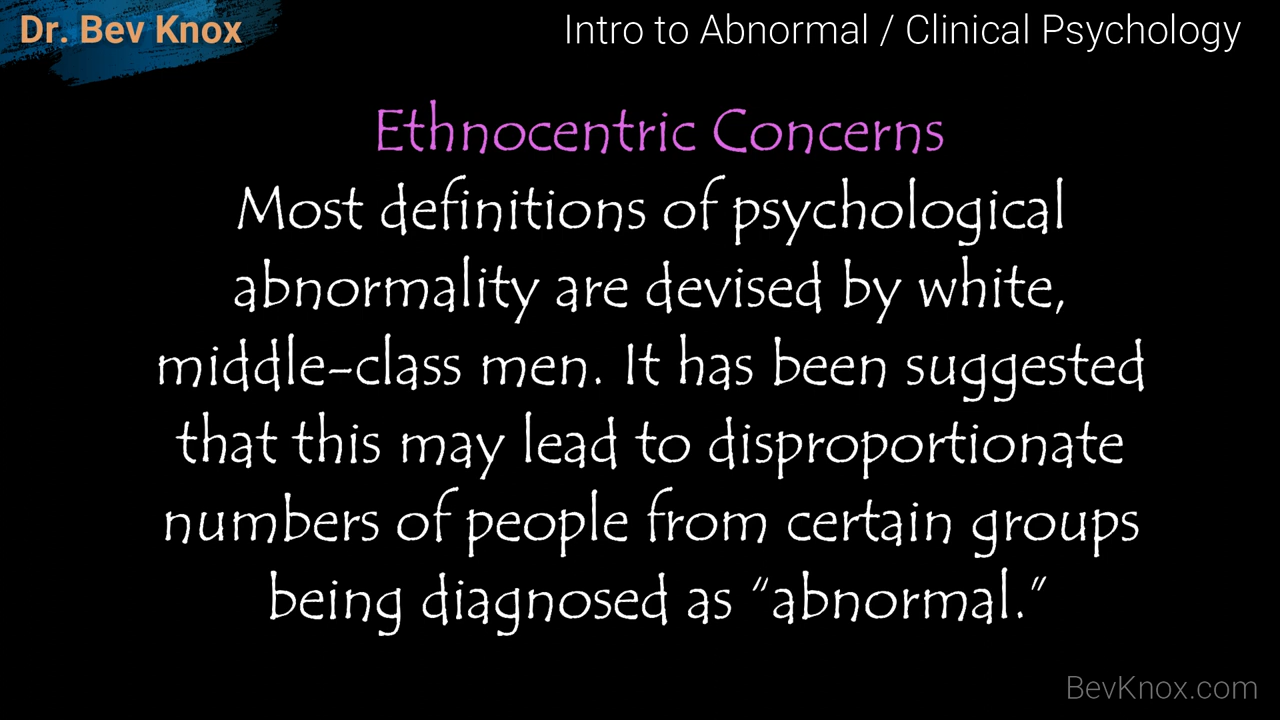 Dr. Bev Knox
Intro to Abnormal / Clinical Psychology
Ethnocentric Concerns
Most definitions of psychological
abnormality are devised by white,
middle-class men. It has been suggested
that this may lead to disproportionate
numbers of people from certain groups
being diagnosed as “abnormal.”
BevKnox.com